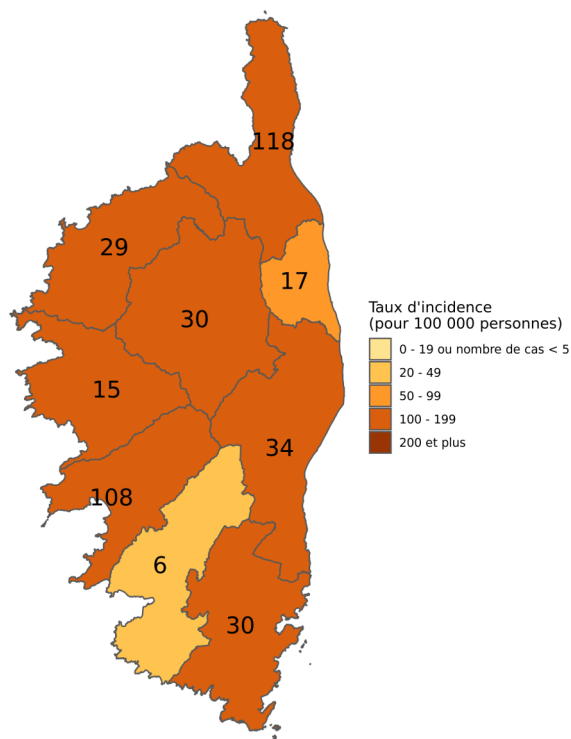 118
29
17
30
15
34
108
6
30
Taux d'incidence
(pour 100 000 personnes)
0 - 19 ou nombre de cas < 5
20 - 49
50 - 99
100 - 199
200 et plus